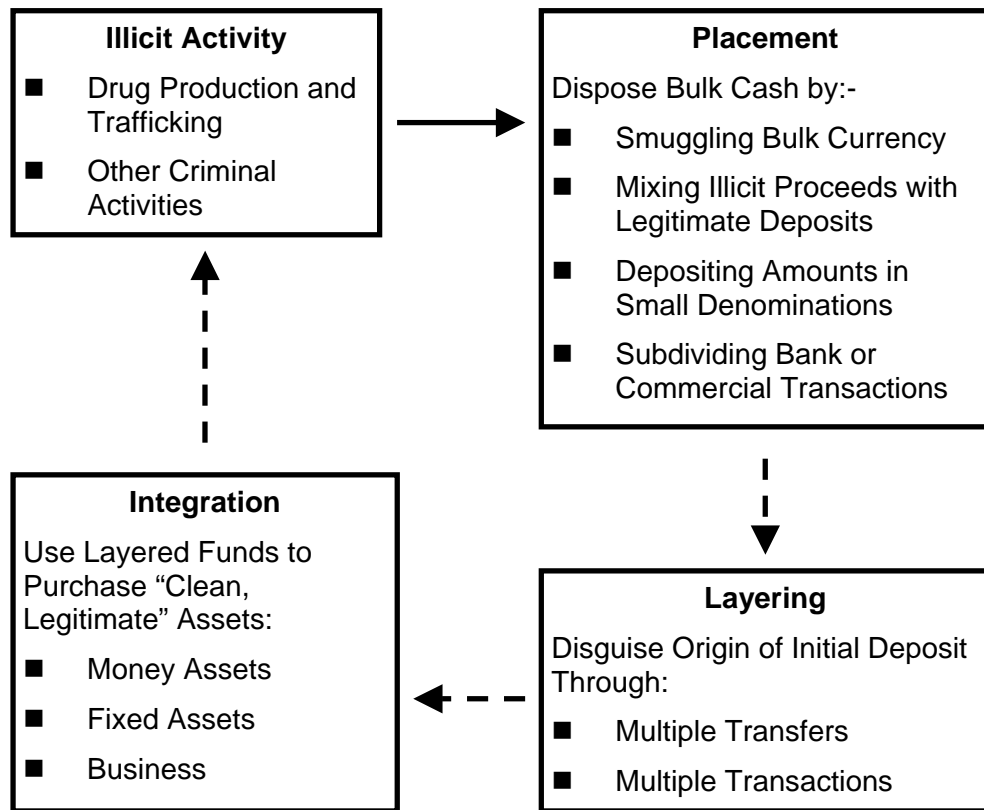 Illicit Activity
■ Drug Production and
Trafficking
■ Other Criminal
Activities
Placement
Dispose Bulk Cash by:-
■ Smuggling Bulk Currency
■ Mixing Illicit Proceeds with
Legitimate Deposits
■ Depositing Amounts in
Small Denominations
■ Subdividing Bank or
Commercial Transactions
Layering
Disguise Origin of Initial Deposit
Through:
■ Multiple Transfers
■ Multiple Transactions
Integration
Use Layered Funds to
Purchase “Clean,
Legitimate” Assets:
■ Money Assets
■ Fixed Assets
■ Business